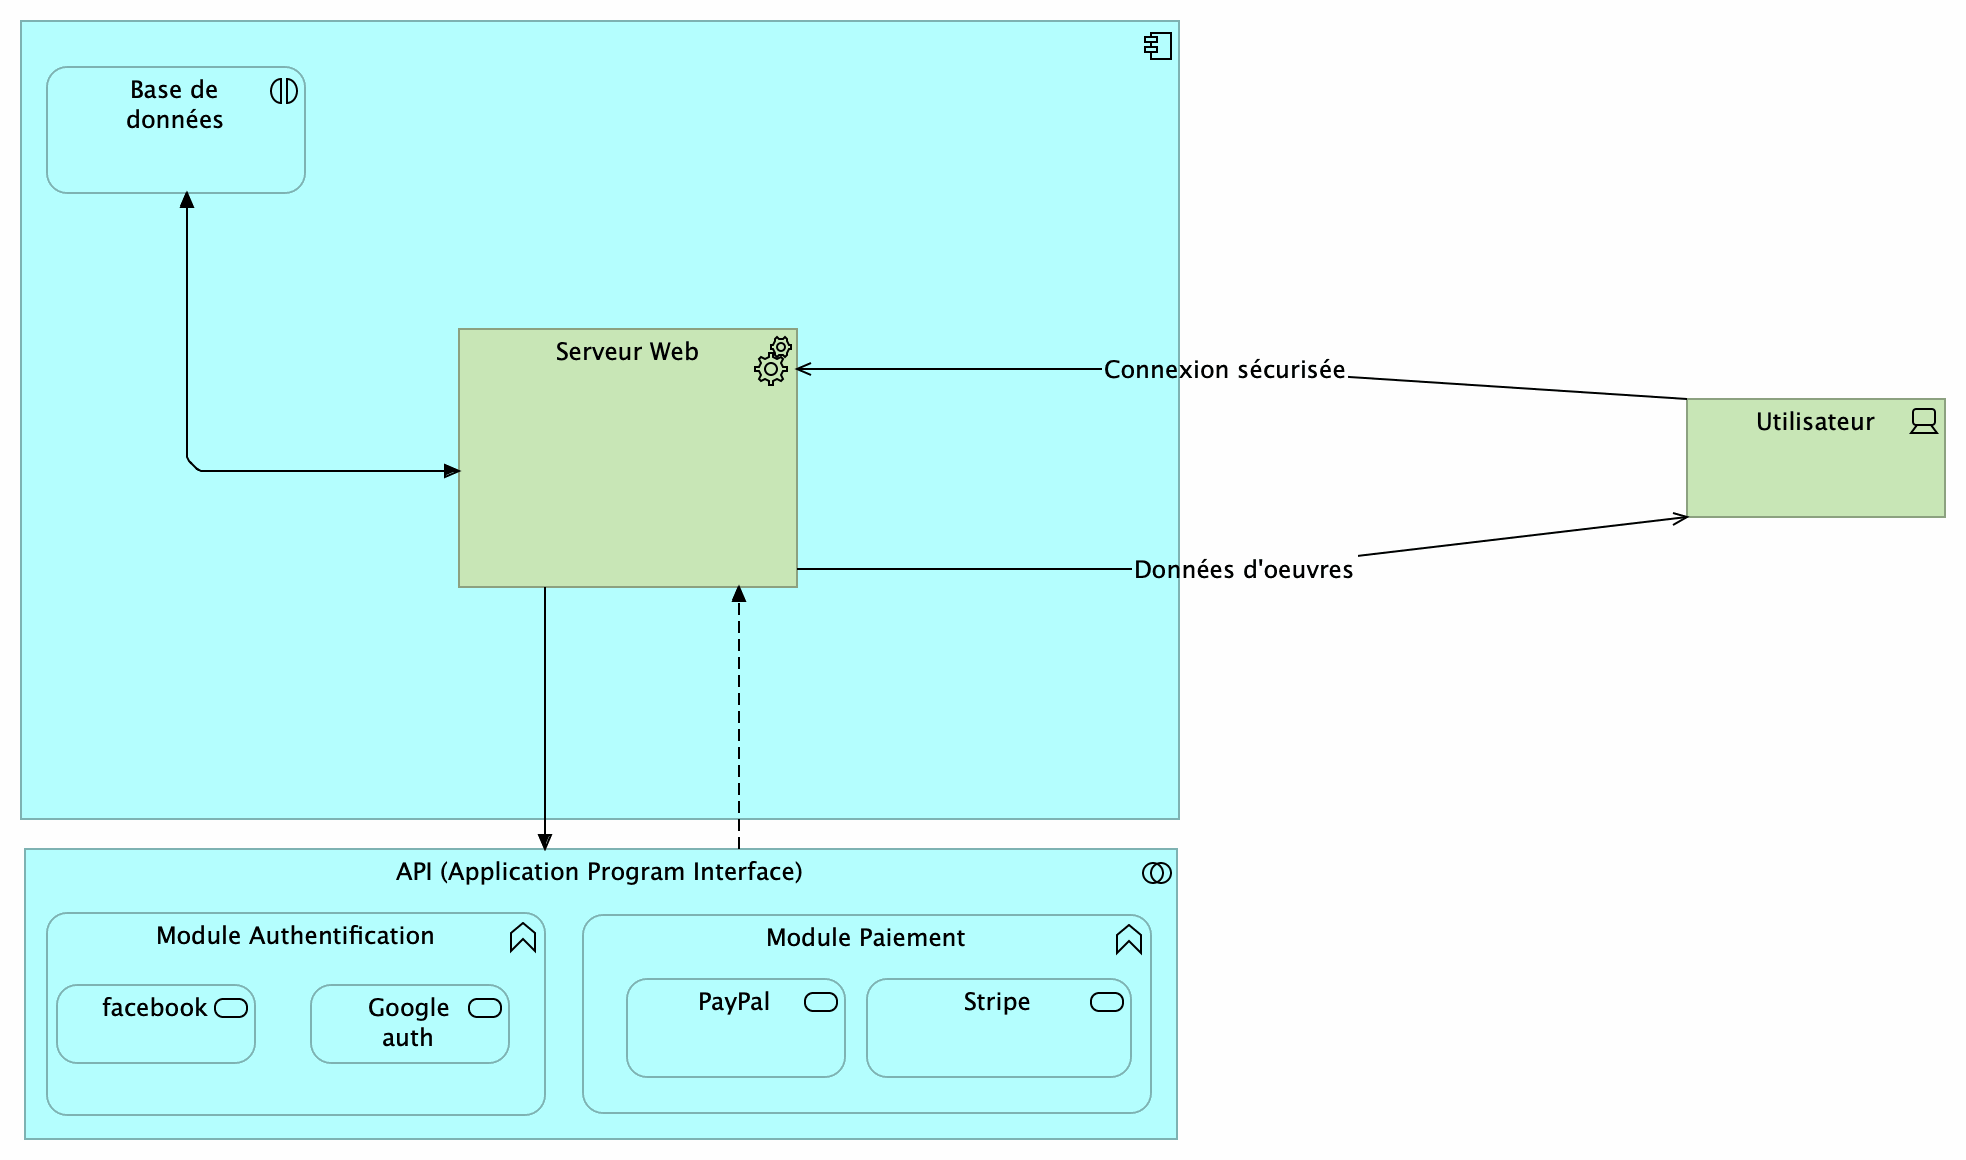 Base de
données
Serveur Web
Connexion sécurisée
Utilisateur
Données d'oeuvres
API (Application Program Interface)
Module Authentification
Module Paiement
facebook
Google
auth
PayPal
Stripe